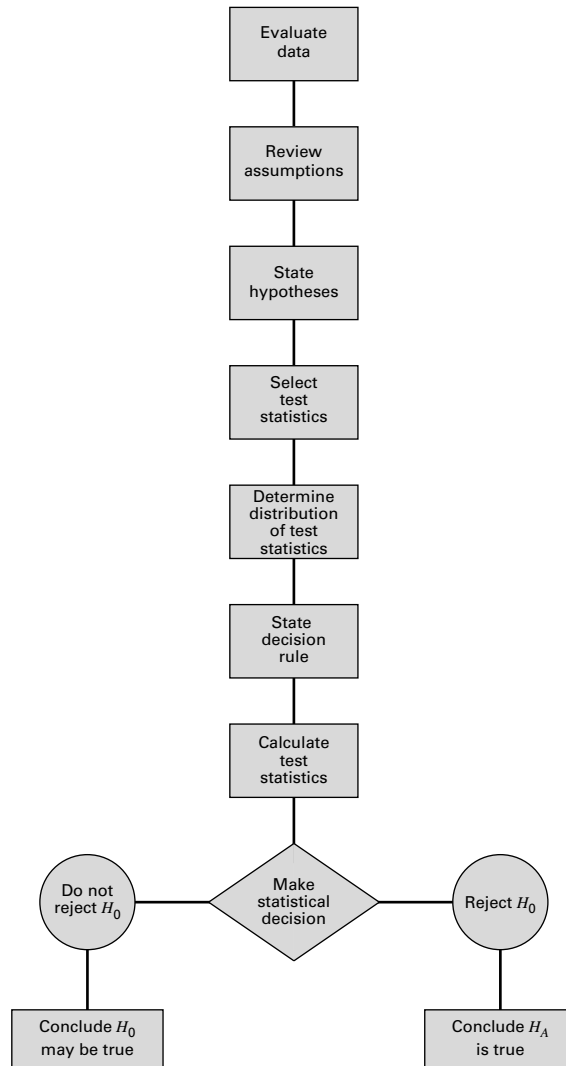 Evaluate
data
Review
assumptions
State
hypotheses
Select
test
statistics
Determine
distribution
of test
statistics
State
decision
rule
Calculate
test
statistics
Make
statistical
decision
Do not
reject H₀
Reject H₀
Conclude H₀
may be true
Conclude H_A
is true